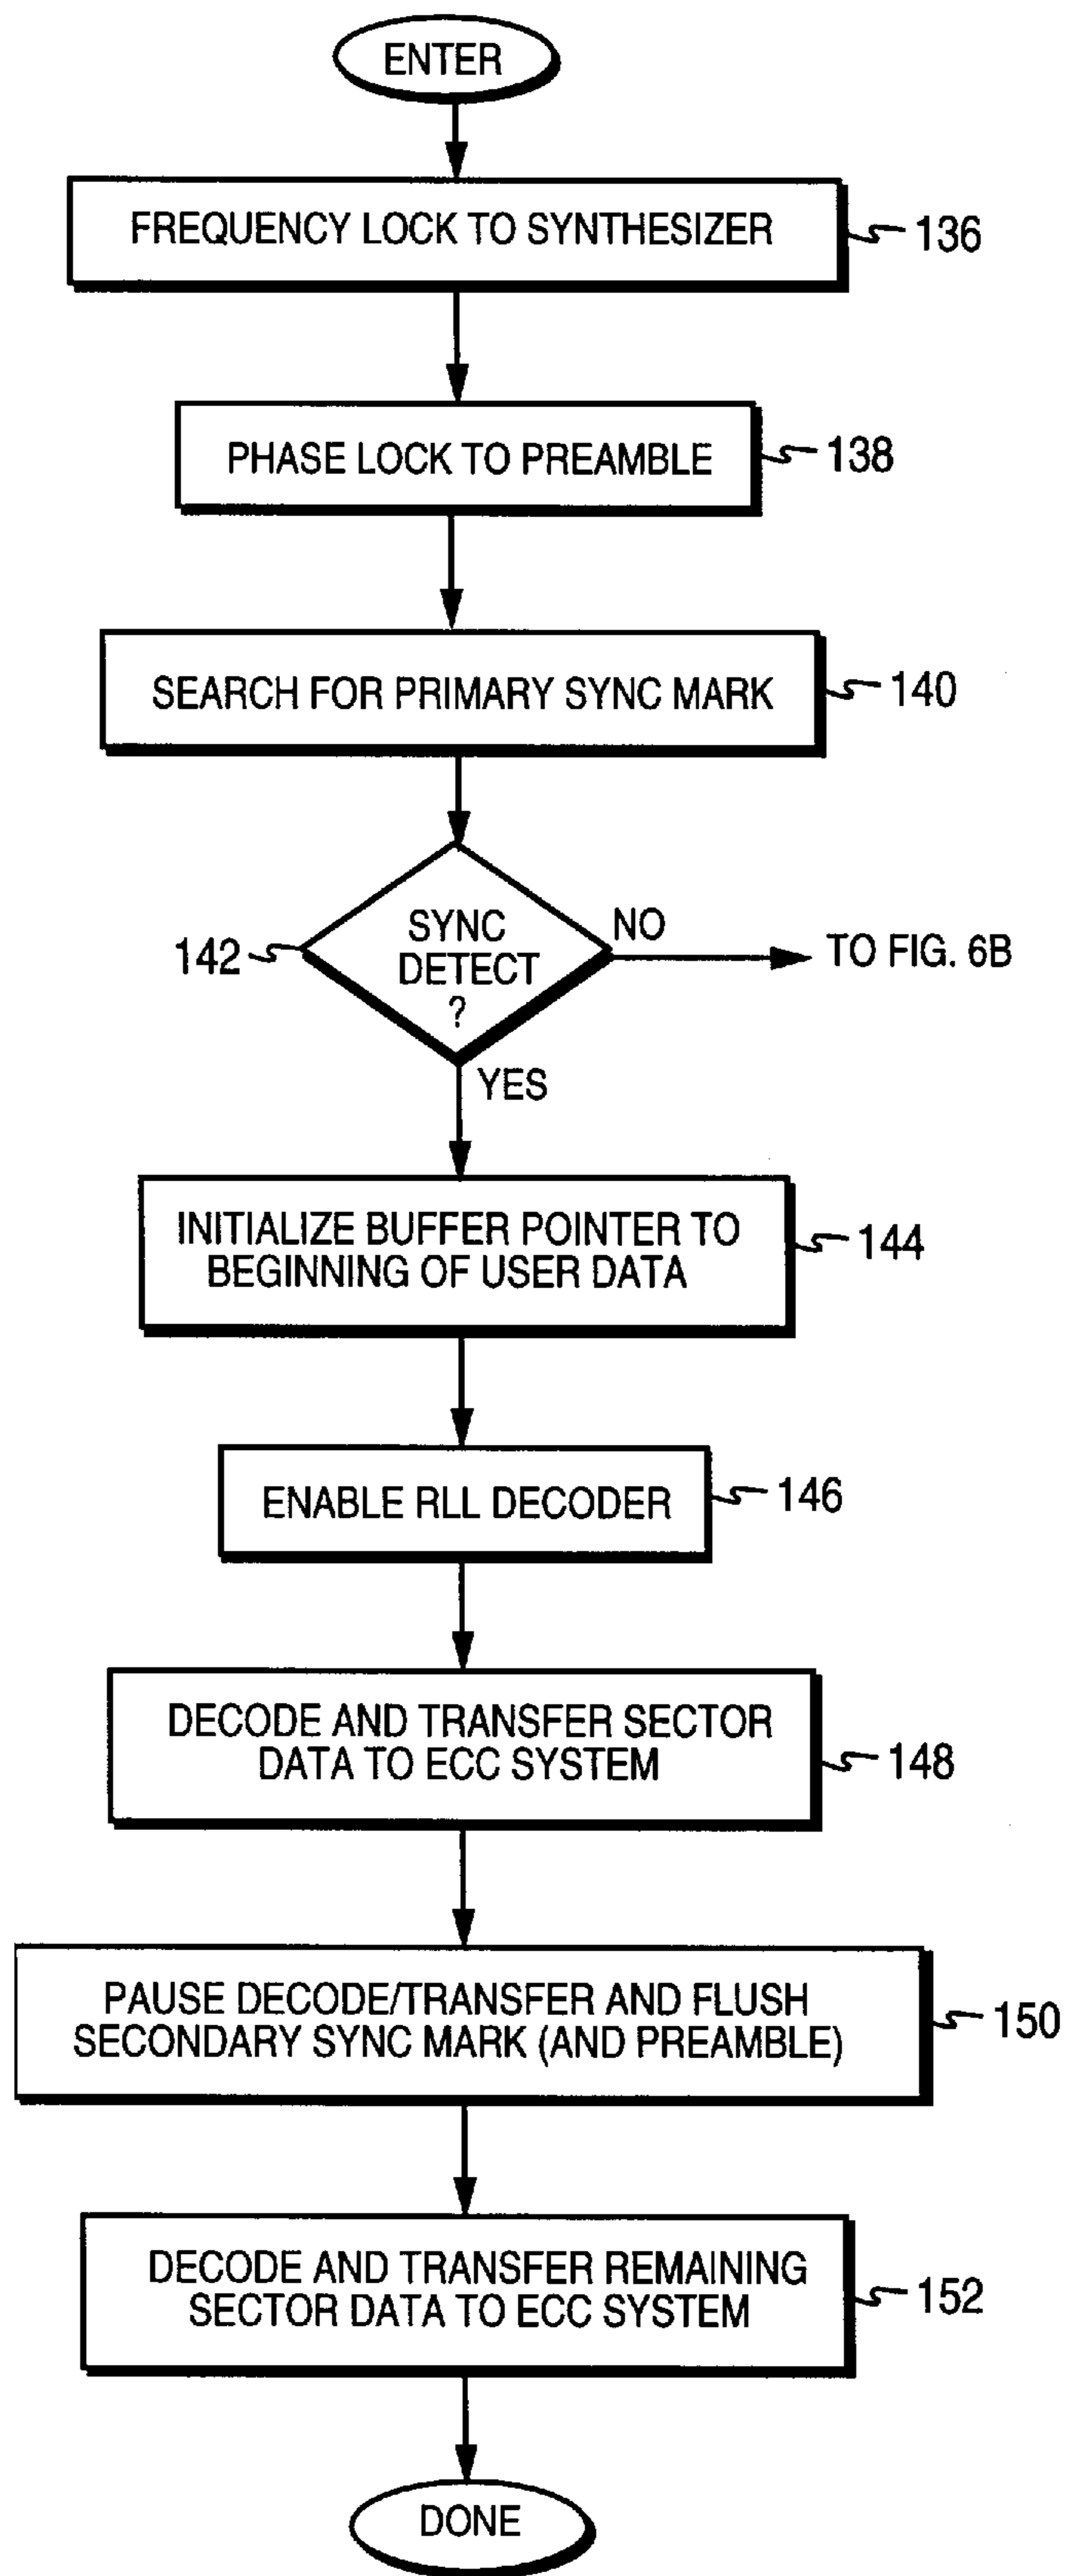 ENTER
FREQUENCY LOCK TO SYNTHESIZER
136
PHASE LOCK TO PREAMBLE
138
SEARCH FOR PRIMARY SYNC MARK
140
SYNC
DETECT
?
142
NO
TO FIG. 6B
YES
INITIALIZE BUFFER POINTER TO
BEGINNING OF USER DATA
144
ENABLE RLL DECODER
146
DECODE AND TRANSFER SECTOR
DATA TO ECC SYSTEM
148
PAUSE DECODE/TRANSFER AND FLUSH
SECONDARY SYNC MARK (AND PREAMBLE)
150
DECODE AND TRANSFER REMAINING
SECTOR DATA TO ECC SYSTEM
152
DONE